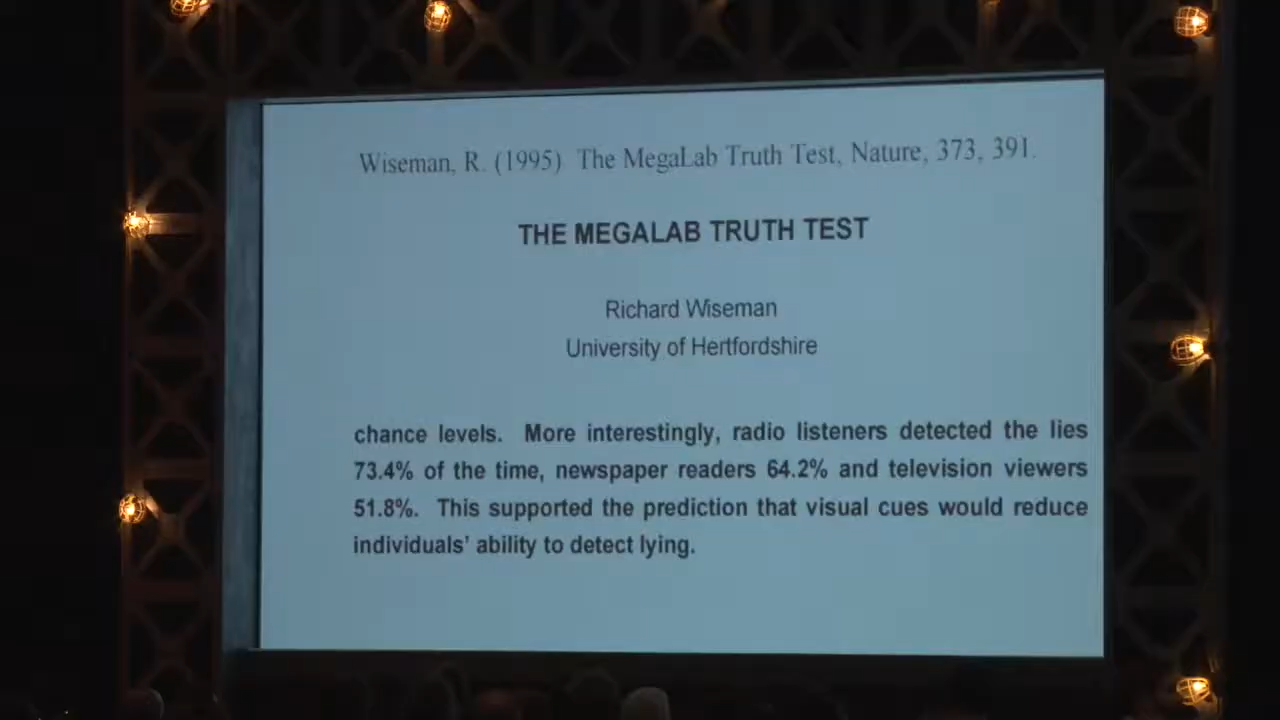 Wiseman, R. (1995) The MegaLab Truth Test, Nature, 373, 391.
THE MEGALAB TRUTH TEST
Richard Wiseman
University of Hertfordshire
chance levels. More interestingly, radio listeners detected the lies
73.4% of the time, newspaper readers 64.2% and television viewers
51.8%. This supported the prediction that visual cues would reduce
individuals' ability to detect lying.